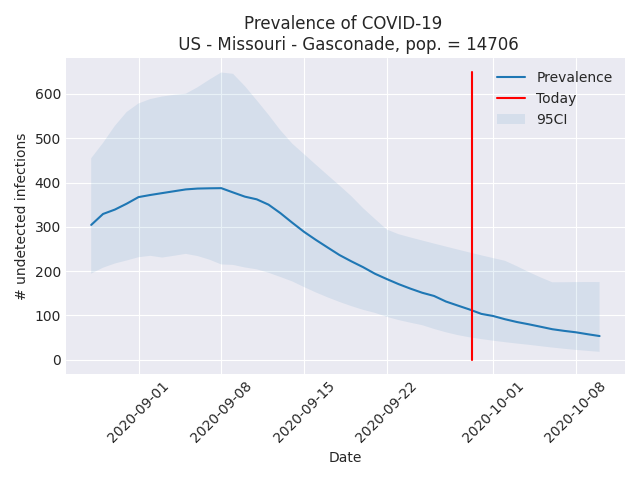 Prevalence of COVID-19
US - Missouri - Gasconade, pop. = 14706
Prevalence
Today
95CI
# undetected infections
600
500
400
300
200
100
0
2020-09-01
2020-09-08
2020-09-15
2020-09-22
2020-10-01
2020-10-08
Date